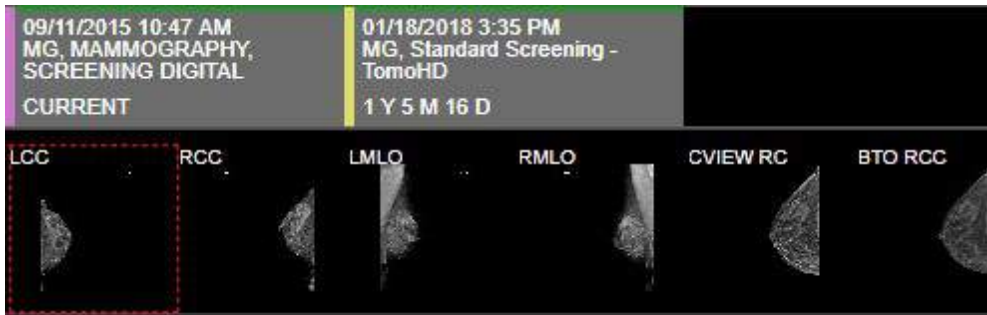 09/11/2015 10:47 AM
MG, MAMMOGRAPHY,
SCREENING DIGITAL
CURRENT
01/18/2018 3:35 PM
MG, Standard Screening -
TomoHD
1 Y 5 M 16 D
LCC
RCC
LMLO
RMLO
CVIEW RC
BTO RCC